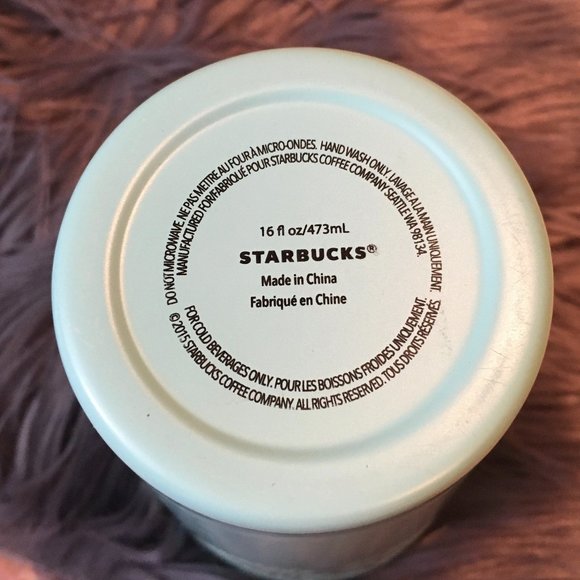 DO NOT MICROWAVE. NE PAS METTRE AU FOUR À MICRO-ONDES. HAND WASH ONLY. LAVAGE A LA MAIN UNIQUEMENT.
MANUFACTURED FOR/FABRIQUÉ POUR STARBUCKS COFFEE COMPANY SEATTLE WA 98134.
16 fl oz/473mL
STARBUCKS®
Made in China
Fabriqué en Chine
FOR COLD BEVERAGES ONLY. POUR LES BOISSONS FROIDES UNIQUEMENT.
© 2015 STARBUCKS COFFEE COMPANY. ALL RIGHTS RESERVED. TOUS DROITS RÉSERVÉS.